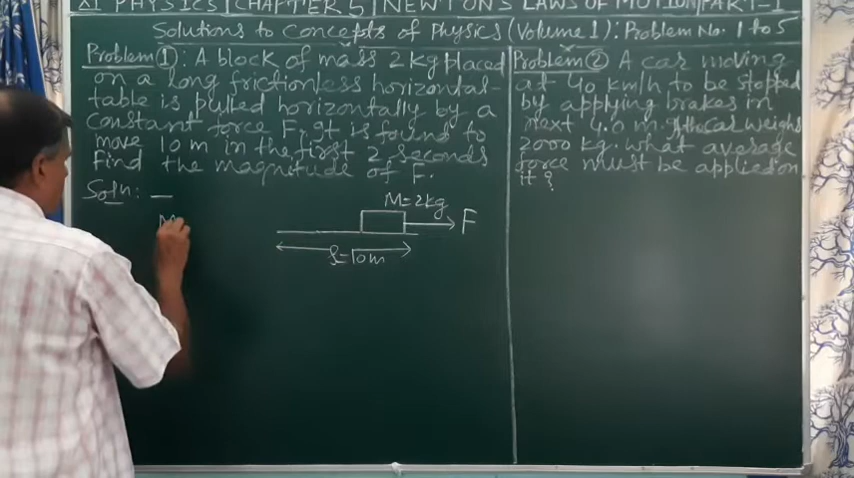 XI PHYSICS | CHAPTER 5 | NEWTON'S LAWS OF MOTION | PART-1
Solutions to Concepts of Physics (Volume 1): Problem No. 1 to 5
Problem ①: A block of mass 2 kg placed
on a long frictionless horizontal-
table is pulled horizontally by a
constant force F. It is found to
move 10 m in the first 2 seconds
find the magnitude of F.
Soln: —
M
M=2kg
F
S=10m
Problem ② A car moving
at 40 km/h to be stopped
by applying brakes in
next 4.0 m. If the car weighs
2000 kg. what average
force must be applied on
it ?